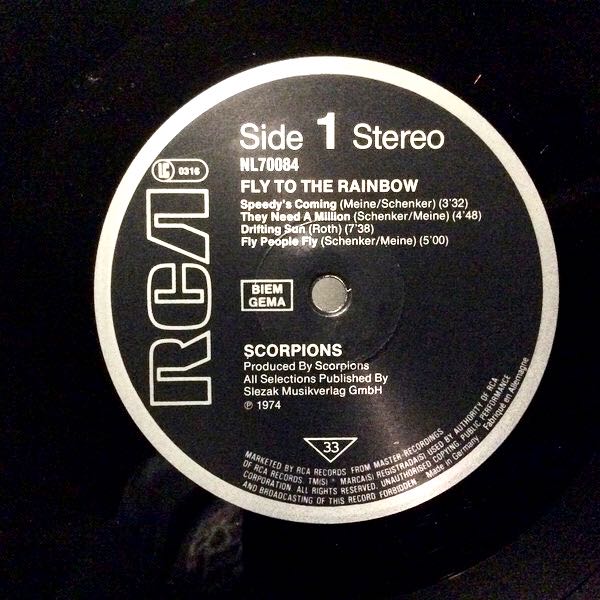 Side 1 Stereo
NL70084
FLY TO THE RAINBOW
Speedy's Coming (Meine/Schenker) (3'32)
They Need A Million (Schenker/Meine) (4'48)
Drifting Sun (Roth) (7'38)
Fly People Fly (Schenker/Meine) (5'00)
LC 0316
RCA
BIEM
GEMA
SCORPIONS
Produced By Scorpions
All Selections Published By
Slezak Musikverlag GmbH
℗ 1974
33
MARKETED BY RCA RECORDS FROM MASTER RECORDINGS
OF RCA RECORDS. TM(S) ® MARCA(S) REGISTRADA(S) USED BY AUTHORITY OF RCA
CORPORATION. ALL RIGHTS RESERVED. UNAUTHORISED COPYING, PUBLIC PERFORMANCE
AND BROADCASTING OF THIS RECORD FORBIDDEN Made in Germany Fabriqué en Allemagne